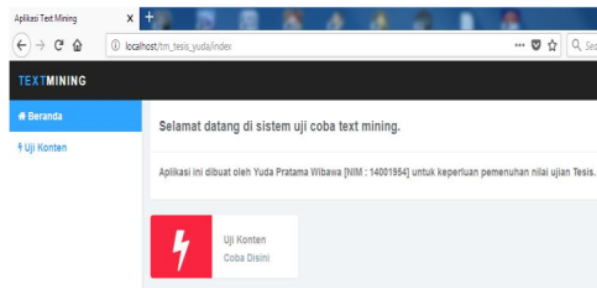 Aplikasi Text Mining
localhost/tm_tesis_yuda/index
TEXTMINING
Beranda
Selamat datang di sistem uji coba text mining.
Uji Konten
Aplikasi ini dibuat oleh Yuda Pratama Wibawa [NIM : 14001954] untuk keperluan pemenuhan nilai ujian Tesis.
Uji Konten
Coba Disini